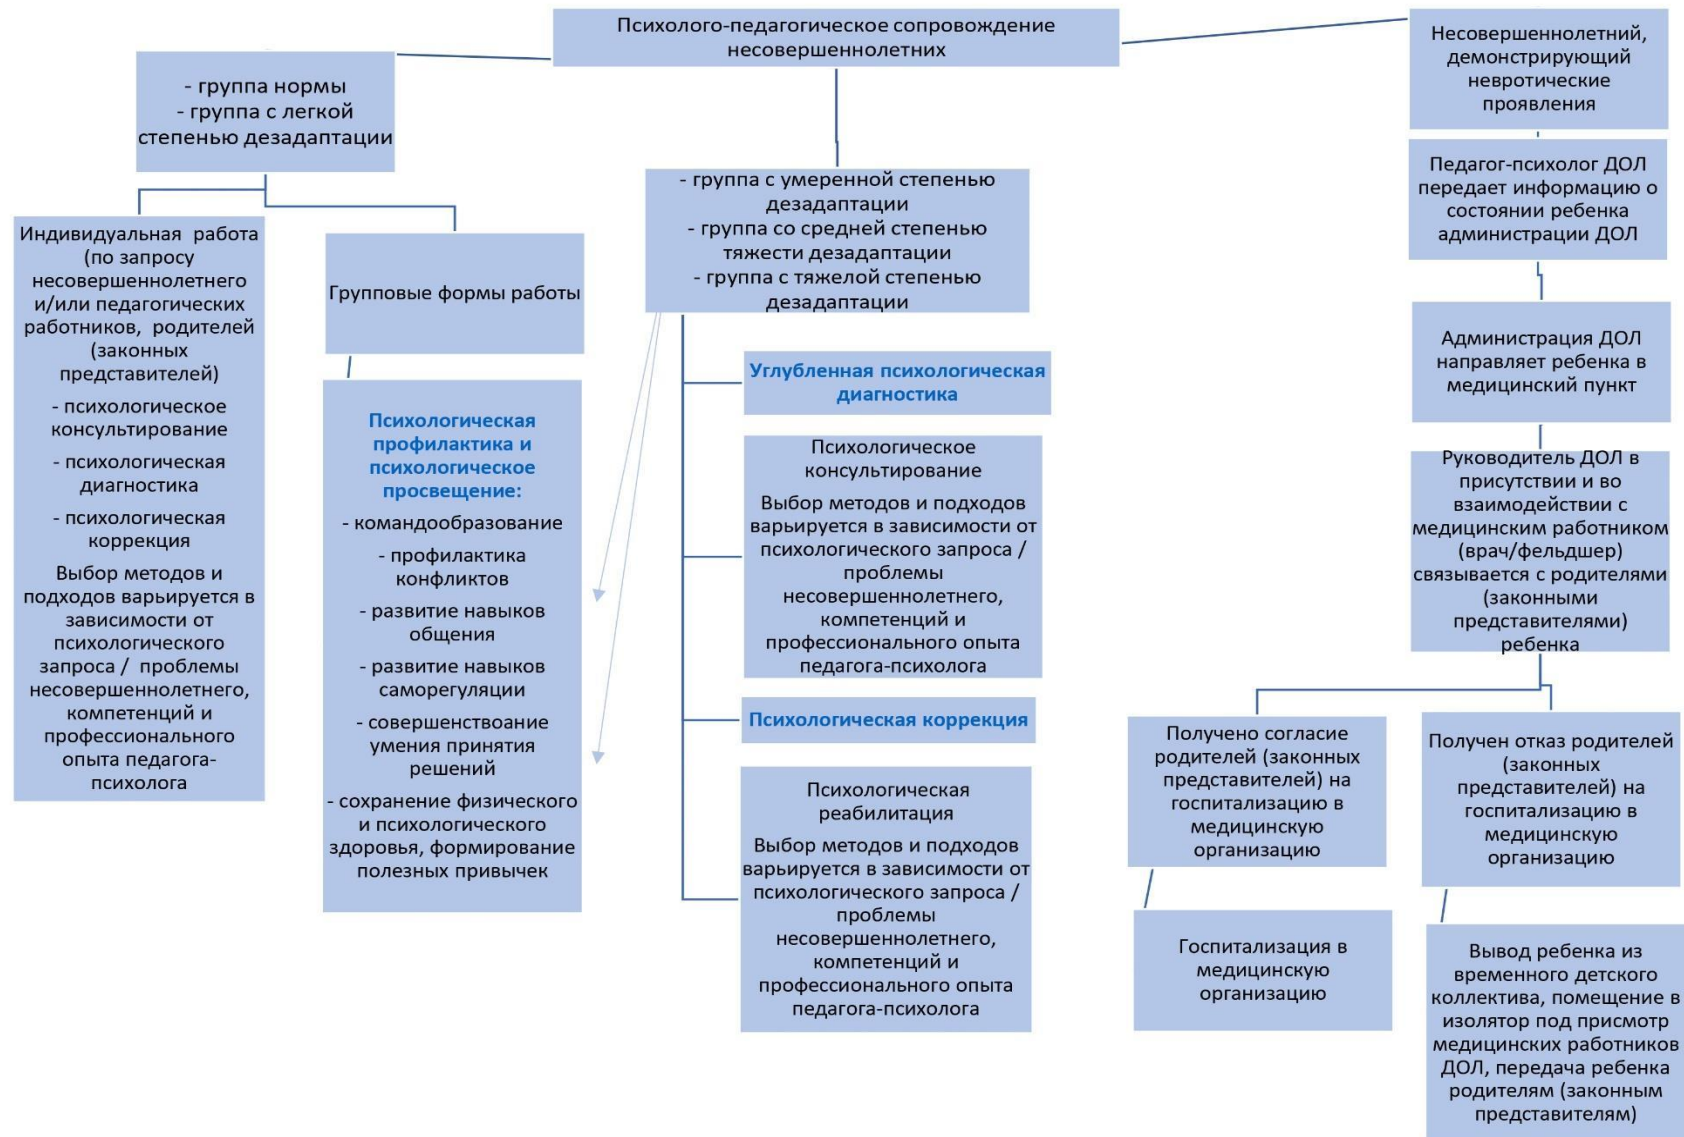 Психолого-педагогическое сопровождение
несовершеннолетних
- группа нормы
- группа с легкой
степенью дезадаптации
Индивидуальная работа
(по запросу
несовершеннолетнего
и/или педагогических
работников, родителей
(законных
представителей)
- психологическое
консультирование
- психологическая
диагностика
- психологическая
коррекция
Выбор методов и
подходов варьируется в
зависимости от
психологического
запроса / проблемы
несовершеннолетнего,
компетенций и
профессионального
опыта педагога-
психолога
Групповые формы работы
Психологическая
профилактика и
психологическое
просвещение:
- командообразование
- профилактика
конфликтов
- развитие навыков
общения
- развитие навыков
саморегуляции
- совершенствоание
умения принятия
решений
- сохранение физического
и психологического
здоровья, формирование
полезных привычек
- группа с умеренной степенью
дезадаптации
- группа со средней степенью
тяжести дезадаптации
- группа с тяжелой степенью
дезадаптации
Углубленная психологическая
диагностика
Психологическое
консультирование
Выбор методов и подходов
варьируется в зависимости от
психологического запроса /
проблемы
несовершеннолетнего,
компетенций и
профессионального опыта
педагога-психолога
Психологическая коррекция
Психологическая
реабилитация
Выбор методов и подходов
варьируется в зависимости от
психологического запроса /
проблемы
несовершеннолетнего,
компетенций и
профессионального опыта
педагога-психолога
Несовершеннолетний,
демонстрирующий
невротические
проявления
Педагог-психолог ДОЛ
передает информацию о
состоянии ребенка
администрации ДОЛ
Администрация ДОЛ
направляет ребенка в
медицинский пункт
Руководитель ДОЛ в
присутствии и во
взаимодействии с
медицинским работником
(врач/фельдшер)
связывается с родителями
(законными
представителями)
ребенка
Получено согласие
родителей (законных
представителей) на
госпитализацию в
медицинскую
организацию
Госпитализация в
медицинскую
организацию
Получен отказ родителей
(законных
представителей) на
госпитализацию в
медицинскую
организацию
Вывод ребенка из
временного детского
коллектива, помещение в
изолятор под присмотр
медицинских работников
ДОЛ, передача ребенка
родителям (законным
представителям)